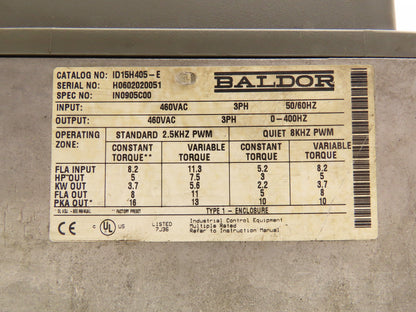 CATALOG NO: ID15H405-E
SERIAL NO: H0602020051
SPEC NO: IN0905C00
BALDOR
INPUT: 460VAC 3PH 50/60HZ
OUTPUT: 460VAC 3PH 0-400HZ
OPERATING ZONE: STANDARD 2.5KHZ PWM QUIET 8KHZ PWM
CONSTANT TORQUE** VARIABLE TORQUE CONSTANT TORQUE VARIABLE TORQUE
FLA INPUT 8.2 11.3 5.2 8.2
HP OUT 5 7.5 3 5
KW OUT 3.7 5.6 2.2 3.7
FLA OUT 8 11 5 8
PKA OUT* 16 13 10 10
** FACTORY PRESET TYPE 1 - ENCLOSURE
CE C UL US LISTED 7J36
Industrial Control Equipment
Multiple Rated
Refer to Instruction Manual